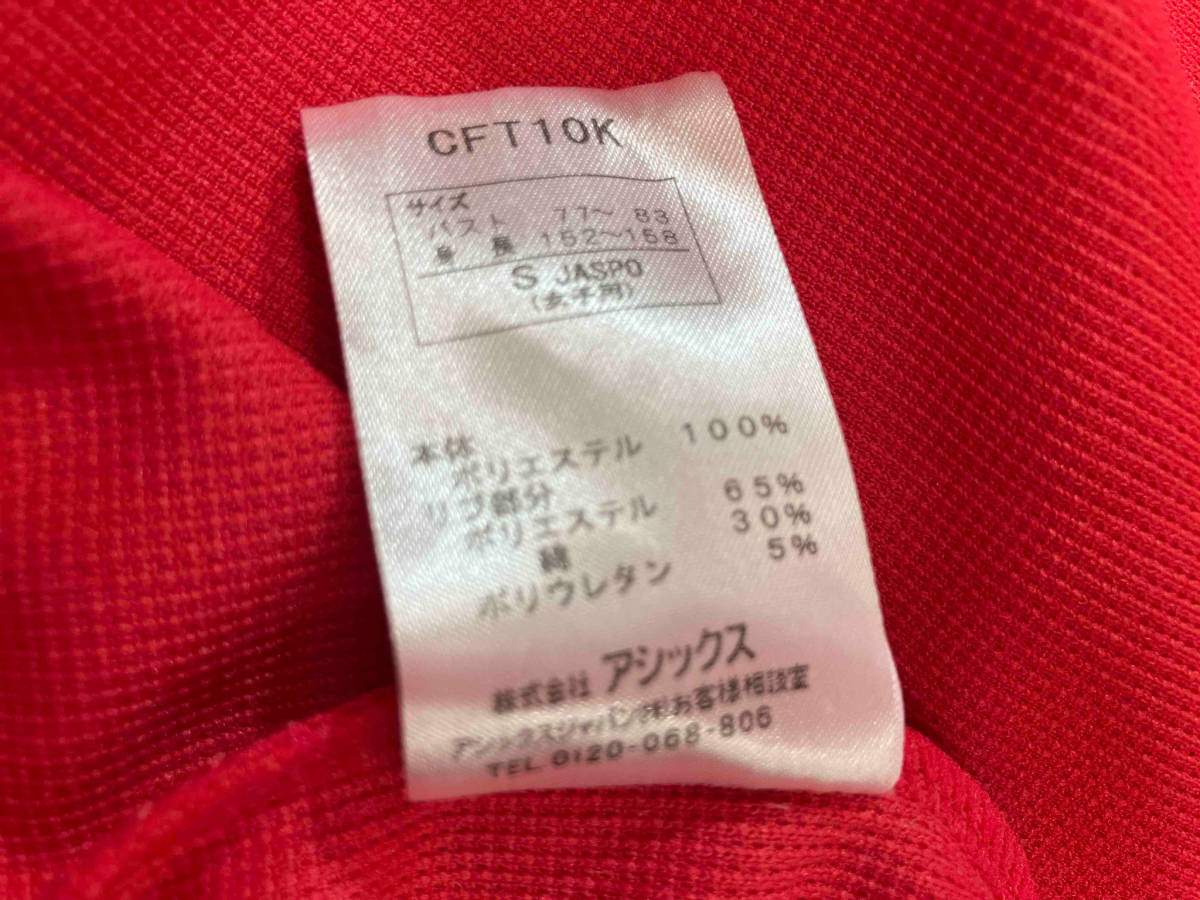 CFT10K
サイズ
バスト 77～83
身長 152～158
S JASPO
(女子用)
本体
ポリエステル 100%
リブ部分
ポリエステル 65%
綿 30%
ポリウレタン 5%
株式会社 アシックス
アシックスジャパン㈱お客様相談室
TEL 0120-068-806